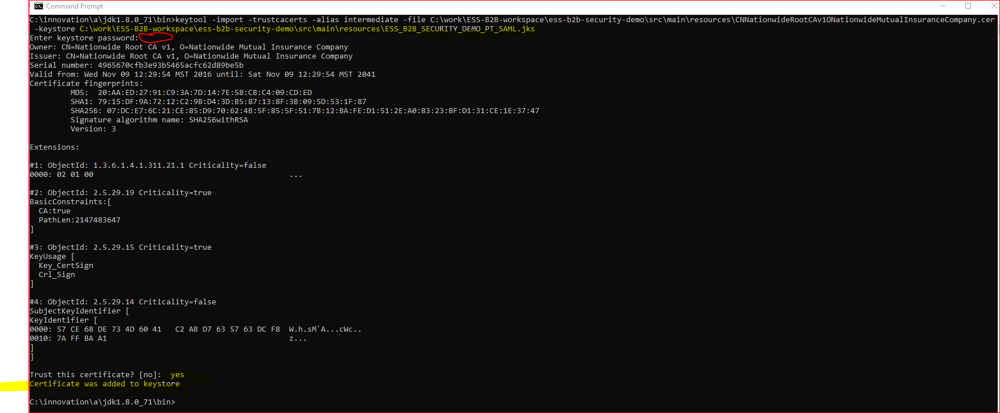 Command Prompt
C:\innovation\a\jdk1.8.0_71\bin>keytool -import -trustcacerts -alias intermediate -file C:\work\ESS-B2B-workspace\ess-b2b-security-demo\src\main\resources\CNNationwideRootCAv1ONationwideMutualInsuranceCompany.cer
-keystore C:\work\ESS-B2B-workspace\ess-b2b-security-demo\src\main\resources\ESS_B2B_SECURITY_DEMO_PT_SAML.jks
Enter keystore password:
Owner: CN=Nationwide Root CA v1, O=Nationwide Mutual Insurance Company
Issuer: CN=Nationwide Root CA v1, O=Nationwide Mutual Insurance Company
Serial number: 4965670cfb3e93b5465acfc62d89be5b
Valid from: Wed Nov 09 12:29:54 MST 2016 until: Sat Nov 09 12:29:54 MST 2041
Certificate fingerprints:
MD5:  20:AA:ED:27:91:C9:3A:7D:14:7E:58:CB:C4:09:CD:ED
SHA1: 79:15:DF:9A:72:12:C2:9B:D4:3D:B5:87:13:8F:3B:09:5D:53:1F:87
SHA256: 07:DC:E7:6C:21:CE:85:D9:70:62:4B:5F:85:5F:51:7B:12:BA:FE:D1:51:2E:A0:83:23:8F:D1:31:CE:1E:37:47
Signature algorithm name: SHA256withRSA
Version: 3
Extensions:
#1: ObjectId: 1.3.6.1.4.1.311.21.1 Criticality=false
0000: 02 01 00 ...
#2: ObjectId: 2.5.29.19 Criticality=true
BasicConstraints:[
CA:true
PathLen:2147483647
]
#3: ObjectId: 2.5.29.15 Criticality=true
KeyUsage [
Key_CertSign
Crl_Sign
]
#4: ObjectId: 2.5.29.14 Criticality=false
SubjectKeyIdentifier [
KeyIdentifier [
0000: 57 CE 68 DE 73 4D 60 41   C2 AB D7 63 57 63 DC F8  W.h.sM`A...cWc..
0010: 7A FF BA A1 z...
]
]
Trust this certificate? [no]:  yes
Certificate was added to keystore
C:\innovation\a\jdk1.8.0_71\bin>